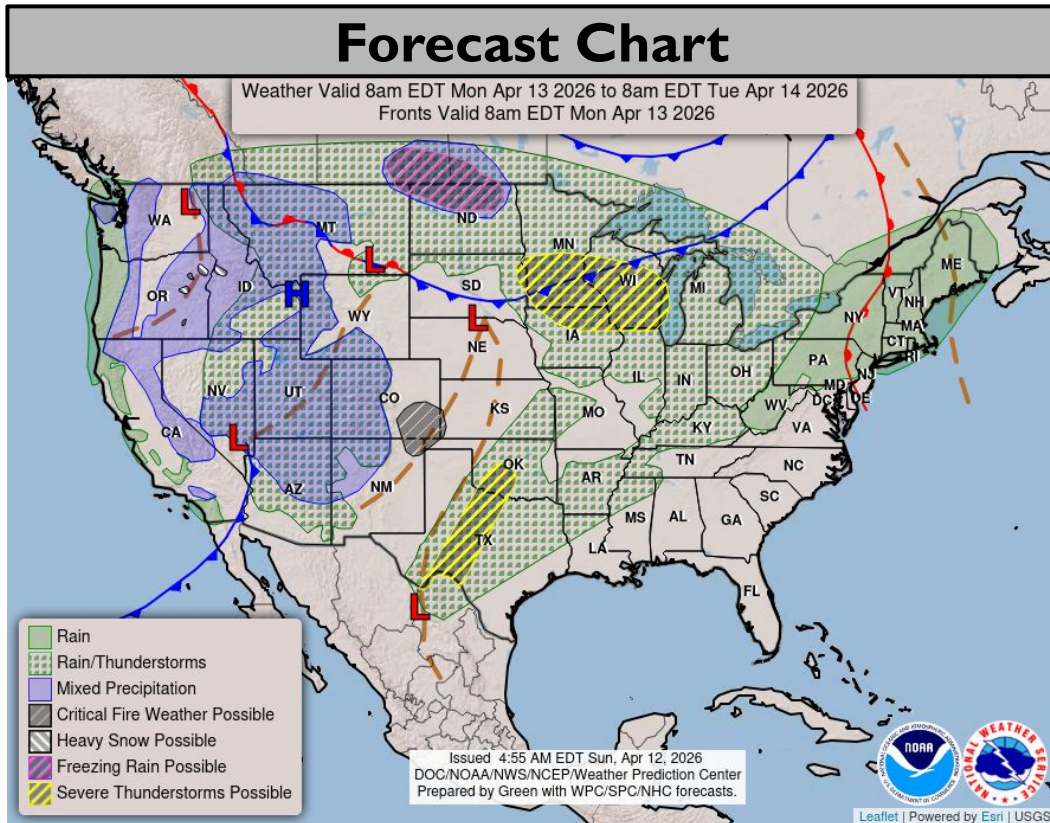 Forecast Chart
Weather Valid 8am EDT Mon Apr 13 2026 to 8am EDT Tue Apr 14 2026
Fronts Valid 8am EDT Mon Apr 13 2026
WA
L
MT
ND
MN
ME
OR
ID
H
L
WY
SD
WI
MI
VT
NH
NY
MA
CT
RI
L
NE
IA
PA
NJ
NV
UT
CO
IL
IN
OH
MD
DE
DC
WV
VA
CA
L
KS
MO
KY
AZ
NM
OK
AR
TN
NC
SC
TX
MS
AL
GA
LA
L
FL
Rain
Rain/Thunderstorms
Mixed Precipitation
Critical Fire Weather Possible
Heavy Snow Possible
Freezing Rain Possible
Severe Thunderstorms Possible
Issued 4:55 AM EDT Sun, Apr 12, 2026
DOC/NOAA/NWS/NCEP/Weather Prediction Center
Prepared by Green with WPC/SPC/NHC forecasts.
NOAA
NATIONAL WEATHER SERVICE
Leaflet | Powered by Esri | USGS